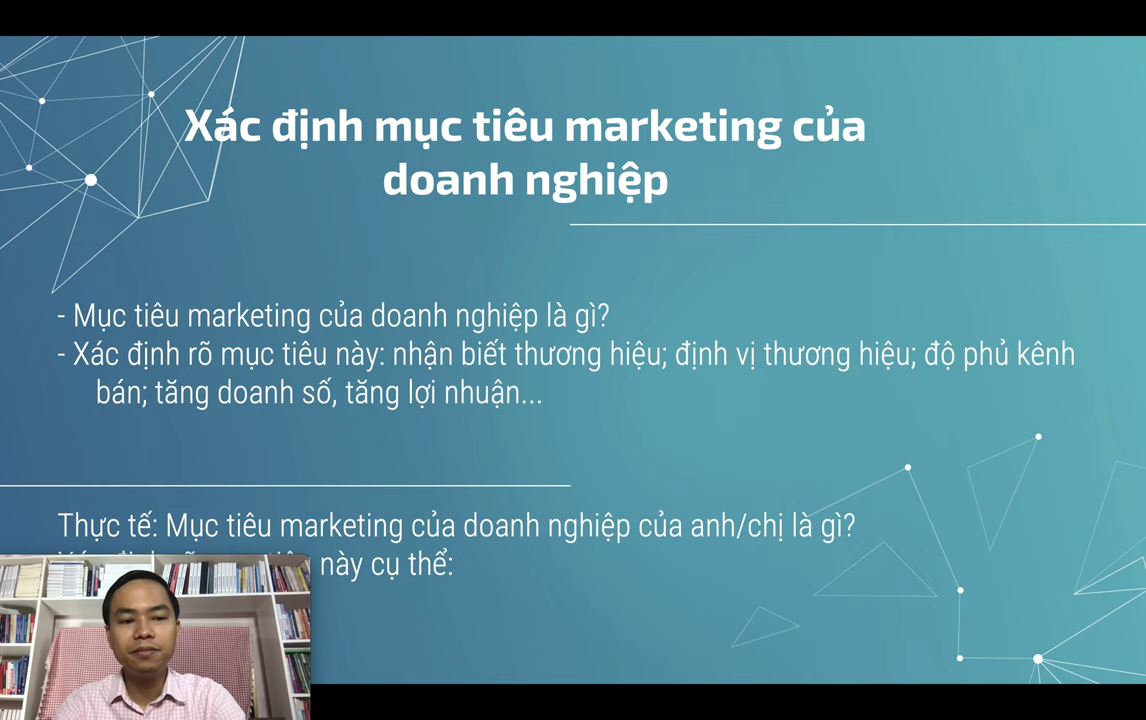 Xác định mục tiêu marketing của
doanh nghiệp
- Mục tiêu marketing của doanh nghiệp là gì?
- Xác định rõ mục tiêu này: nhận biết thương hiệu; định vị thương hiệu; độ phủ kênh
bán; tăng doanh số, tăng lợi nhuận...
Thực tế: Mục tiêu marketing của doanh nghiệp của anh/chị là gì?
này cụ thể: